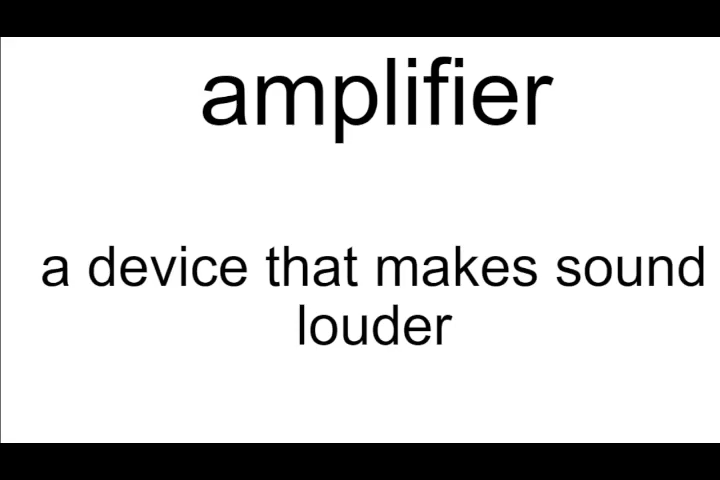 amplifier
a device that makes sound
louder